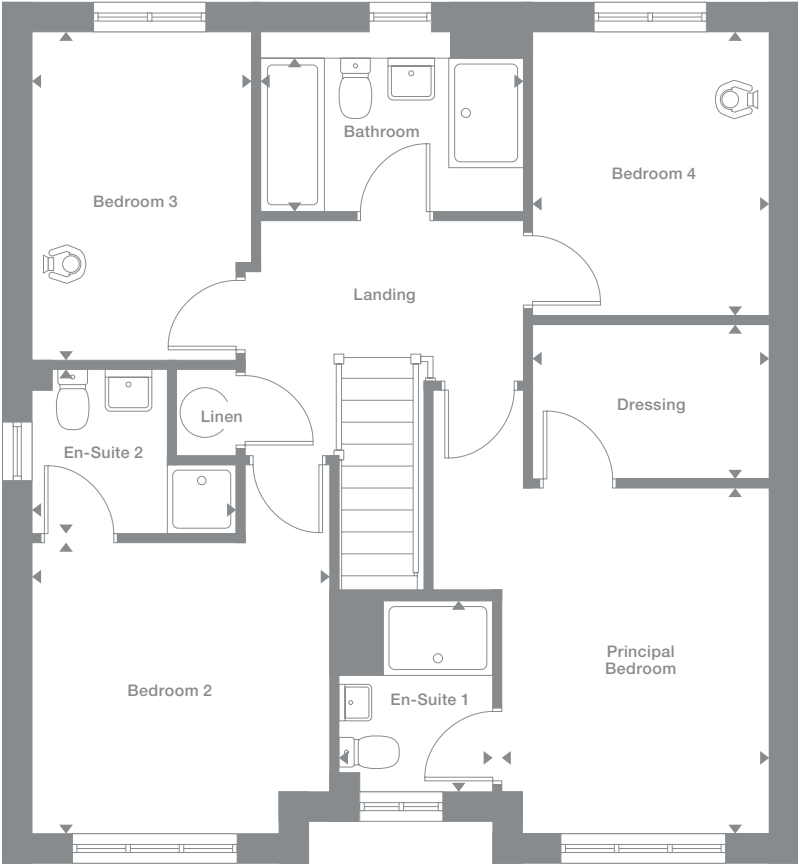 Bathroom
Bedroom 3
Bedroom 4
Landing
Linen
Dressing
En-Suite 2
Principal
Bedroom
Bedroom 2
En-Suite 1